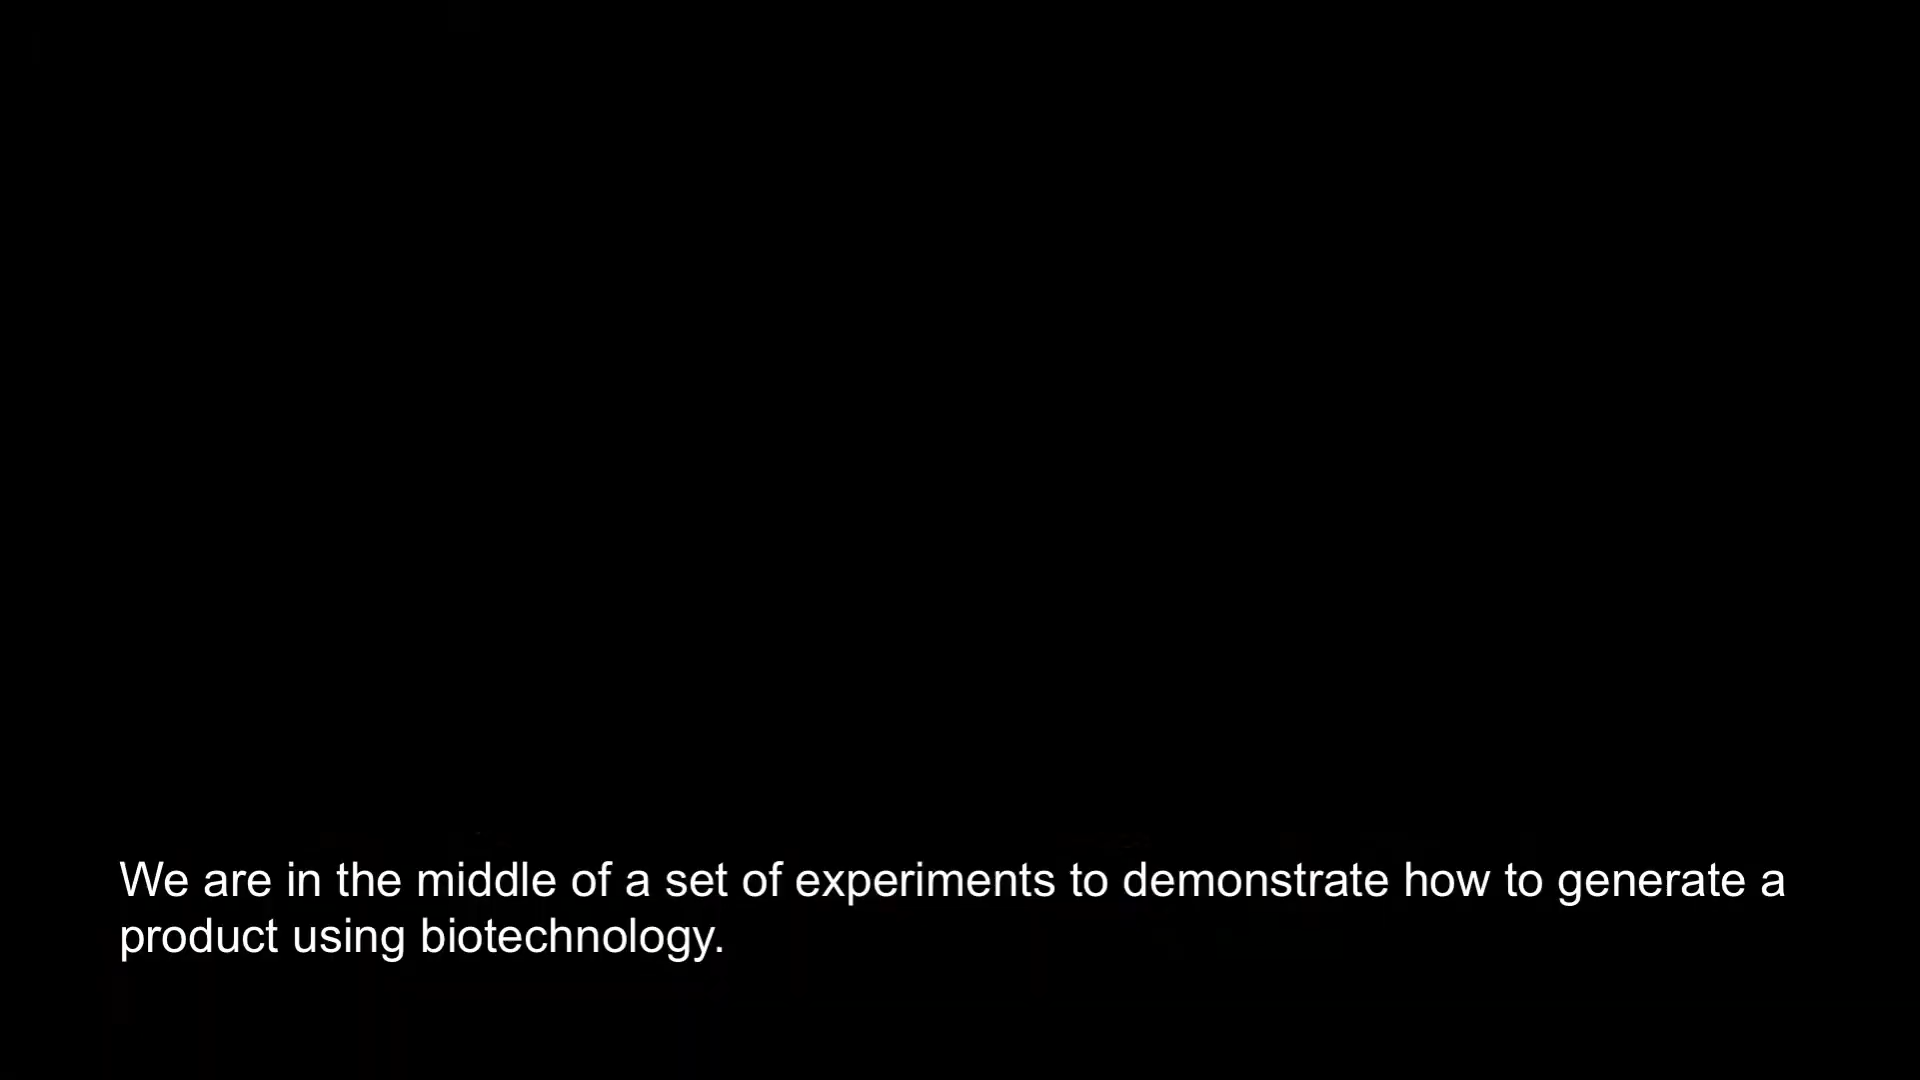 We are in the middle of a set of experiments to demonstrate how to generate a
product using biotechnology.